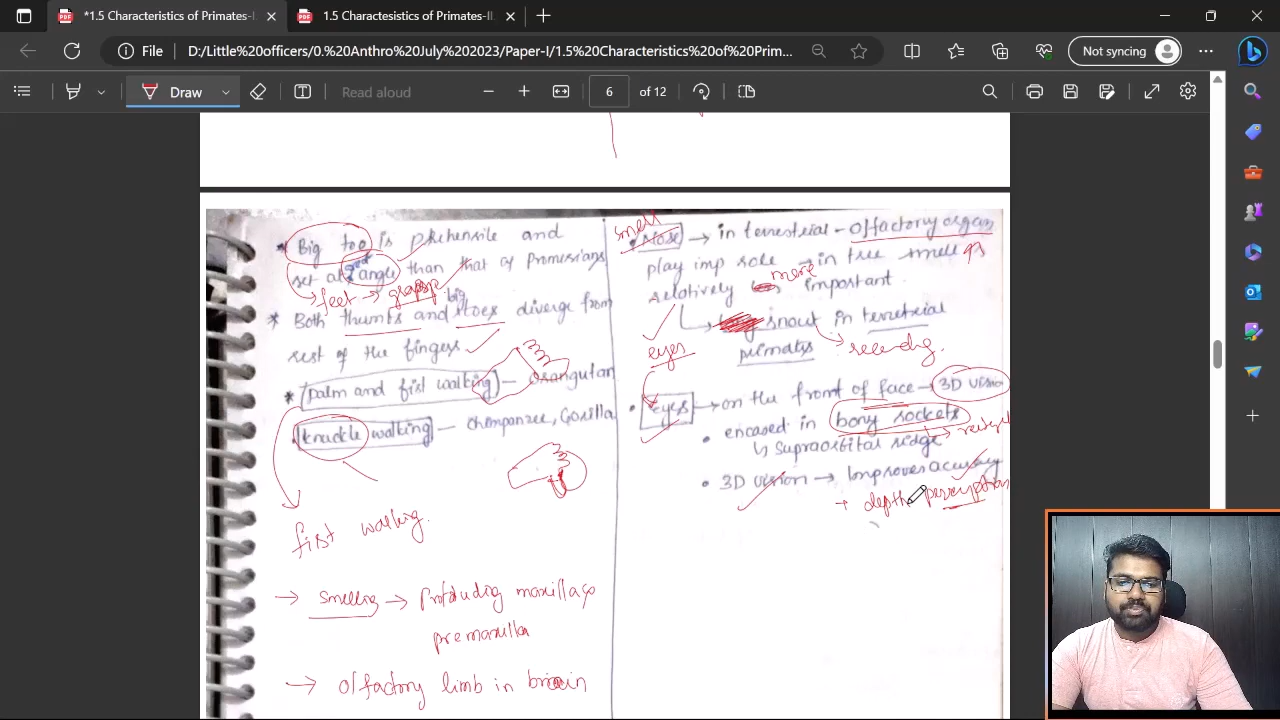 *1.5 Characteristics of Primates-I
1.5 Charactesistics of Primates-II
File
D:/Little%20officers/0.%20Anthro%20July%202023/Paper-I/1.5%20Characteristics%20of%20Prim...
Not syncing
Draw
Read aloud
6
of 12
* Big toe is prehensile and
set at angle than that of Promisians
feet → grasp
big
* Both thumbs and toes diverge from
rest of the fingers
* palm and fist walking - orangutan
knuckle walking - Chimpanzee, Gorilla
first walking.
→ smelling → protruding maxilla &
premaxilla
→ olfactory limb in brain
smell
• Nose → in terrestrial - olfactory organ
play imp role → in tree smell is
more
relatively important
snout in terrestrial
primates
receeding.
eyes
• eyes → on the front of face - 3D vision
• encased in bony sockets
↳ Supraorbital ridge
• 3D vision → Improves accuracy
+ depth perception